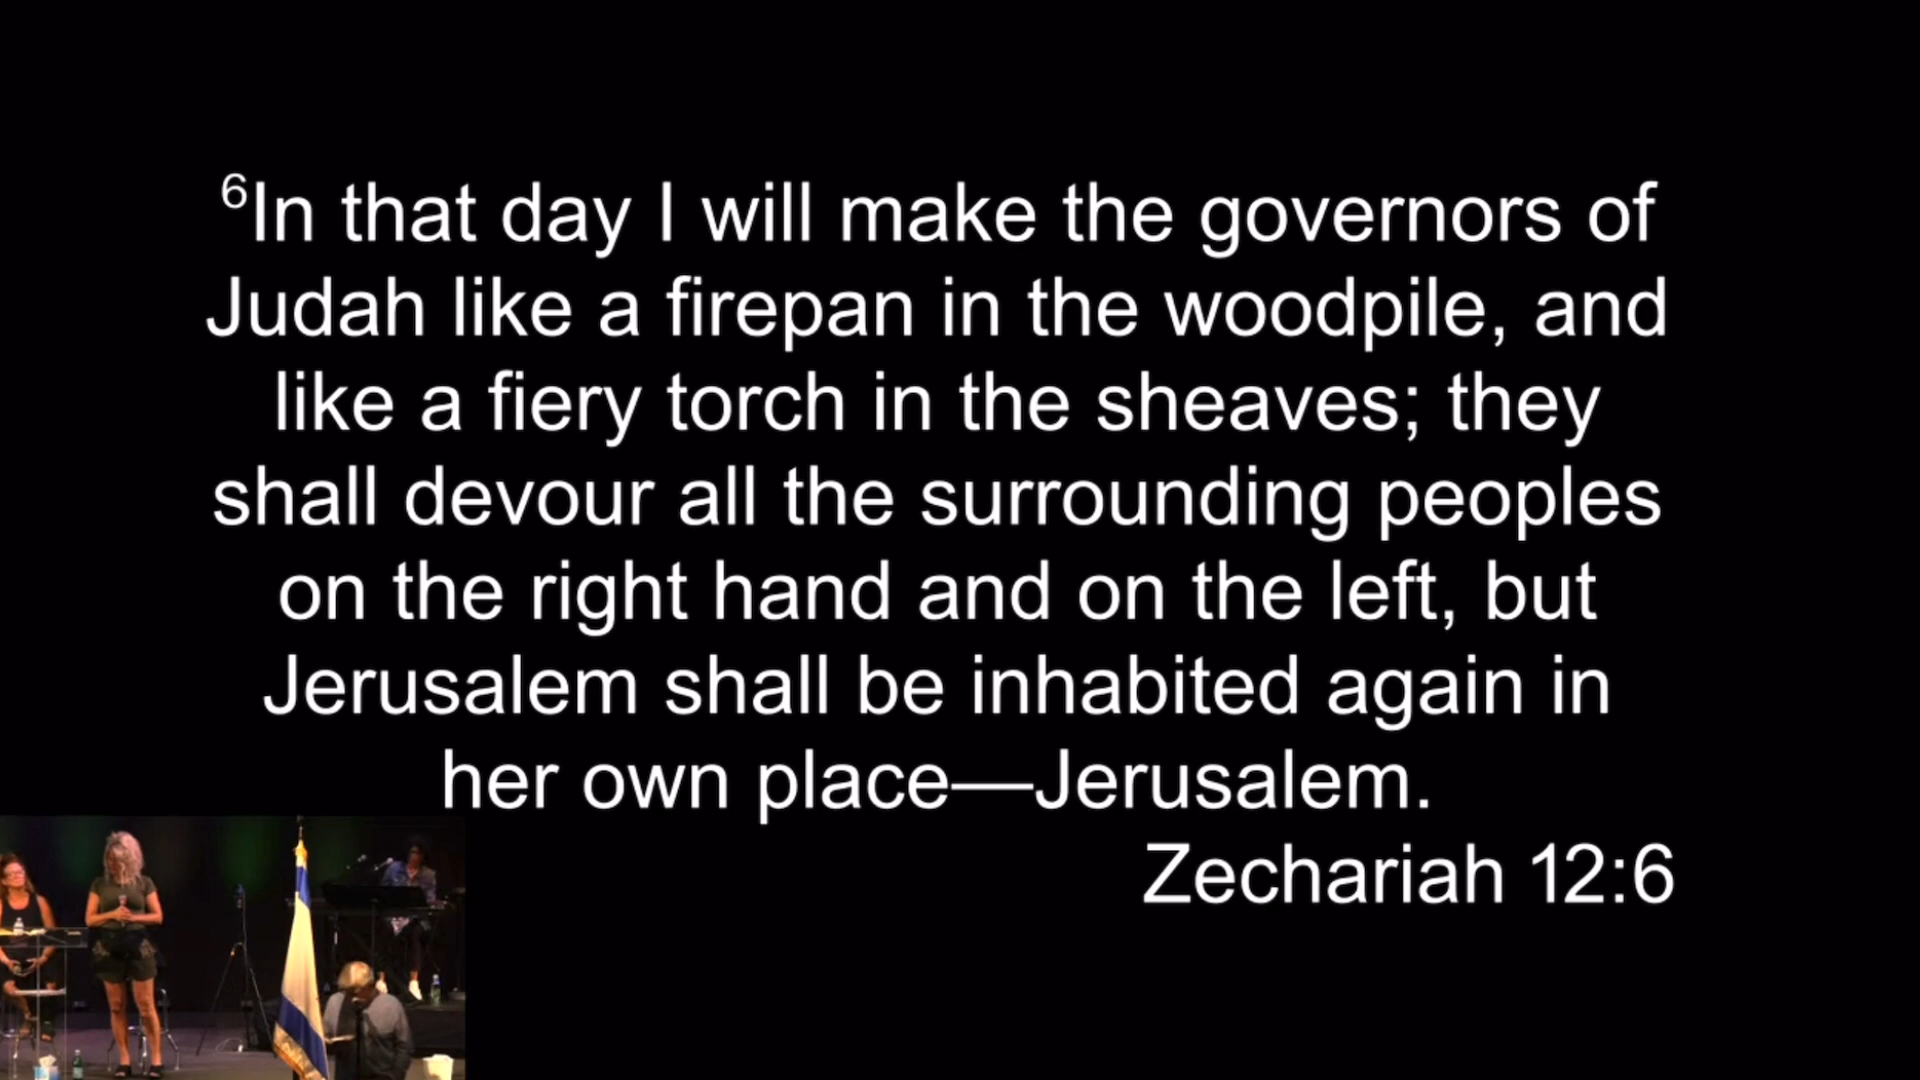 ⁶In that day I will make the governors of
Judah like a firepan in the woodpile, and
like a fiery torch in the sheaves; they
shall devour all the surrounding peoples
on the right hand and on the left, but
Jerusalem shall be inhabited again in
her own place—Jerusalem.
Zechariah 12:6